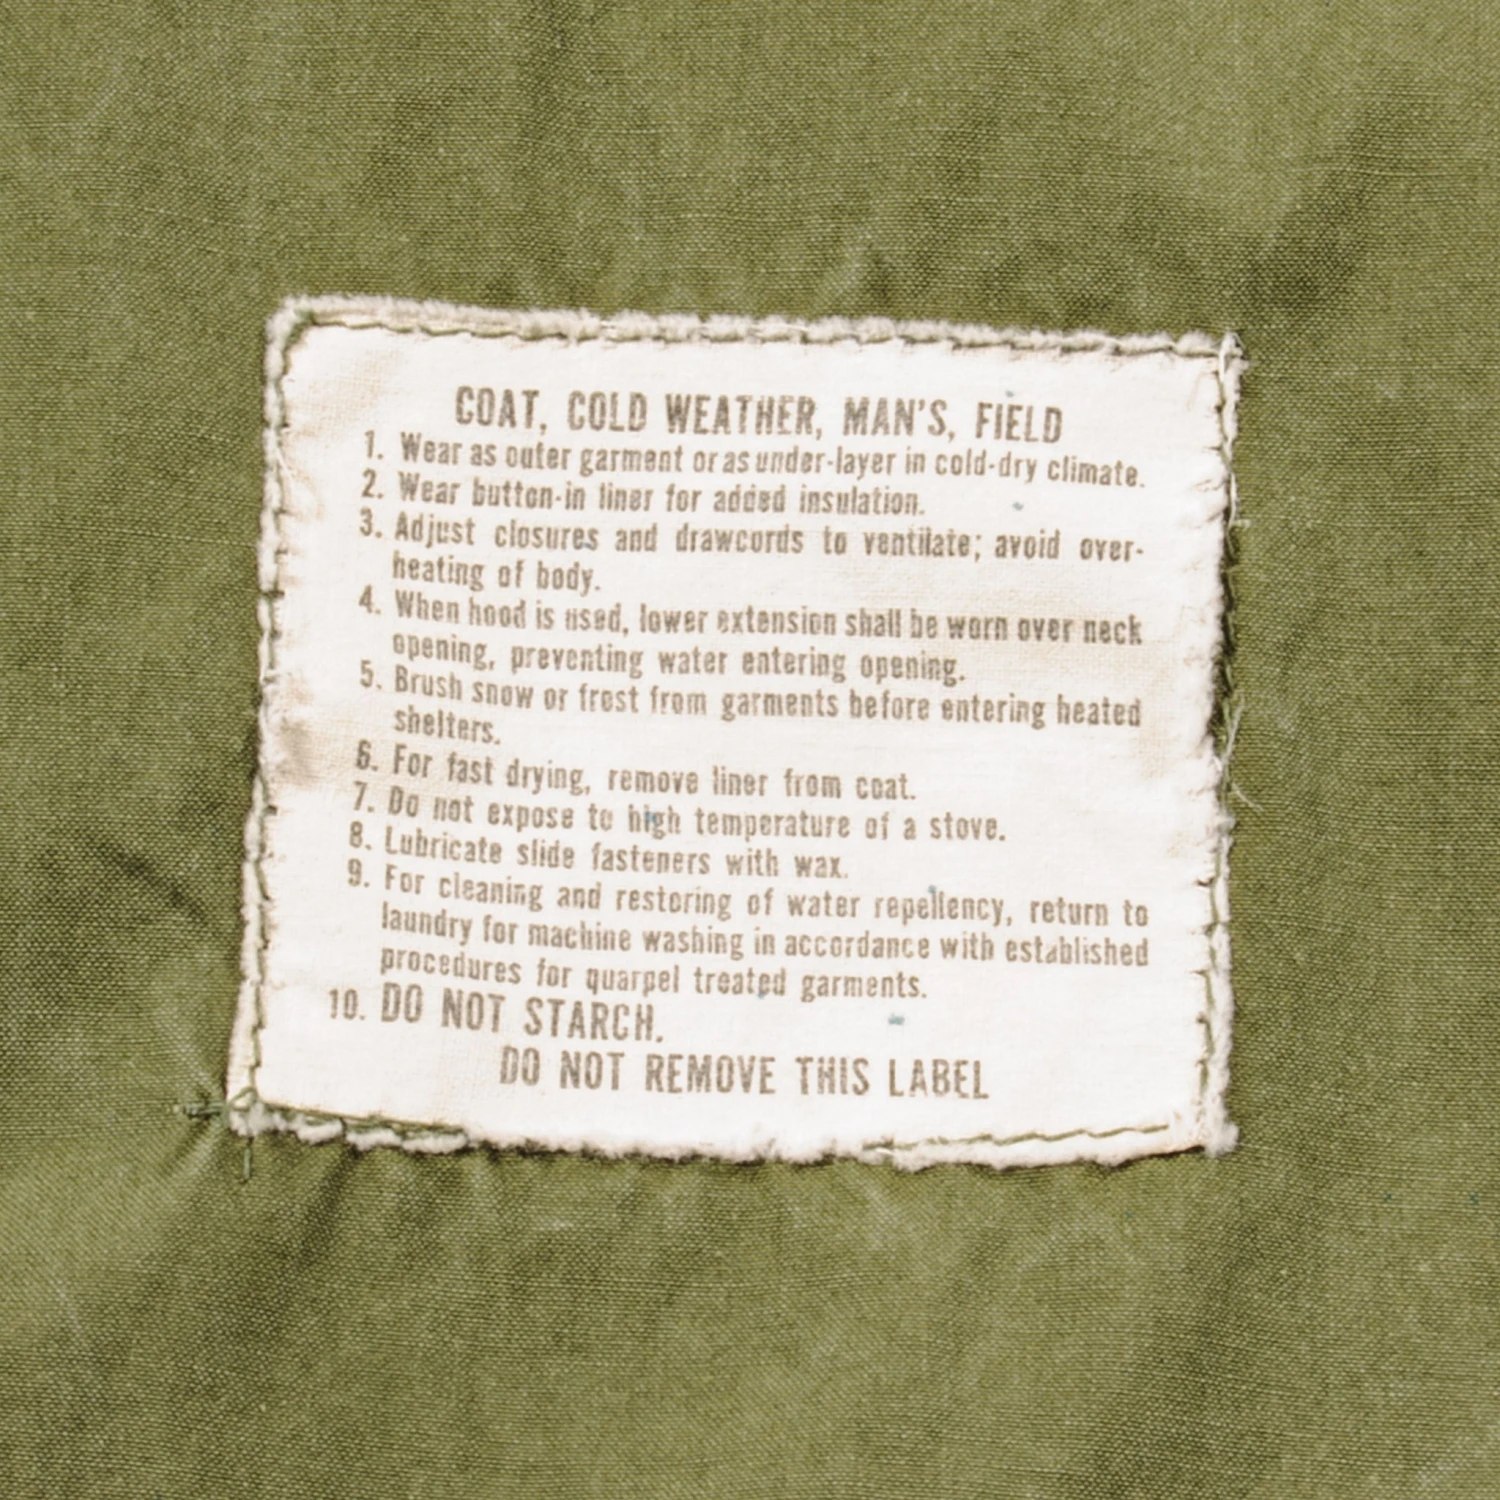 COAT, COLD WEATHER, MAN'S, FIELD
1. Wear as outer garment or as under-layer in cold-dry climate.
2. Wear button-in liner for added insulation.
3. Adjust closures and drawcords to ventilate; avoid over-
heating of body.
4. When hood is used, lower extension shall be worn over neck
opening, preventing water entering opening.
5. Brush snow or frost from garments before entering heated
shelters.
6. For fast drying, remove liner from coat.
7. Do not expose to high temperature of a stove.
8. Lubricate slide fasteners with wax.
9. For cleaning and restoring of water repellency, return to
laundry for machine washing in accordance with established
procedures for quarpel treated garments.
10. DO NOT STARCH.
DO NOT REMOVE THIS LABEL